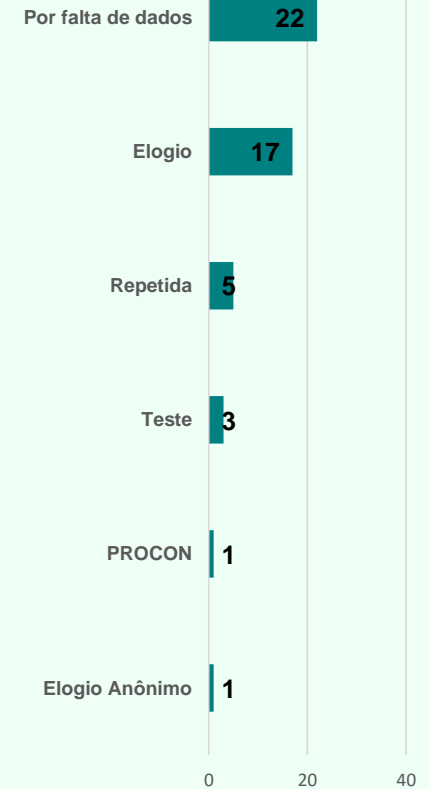 Por falta de dados 22
Elogio 17
Repetida 5
Teste 3
PROCON 1
Elogio Anônimo 1
0 20 40